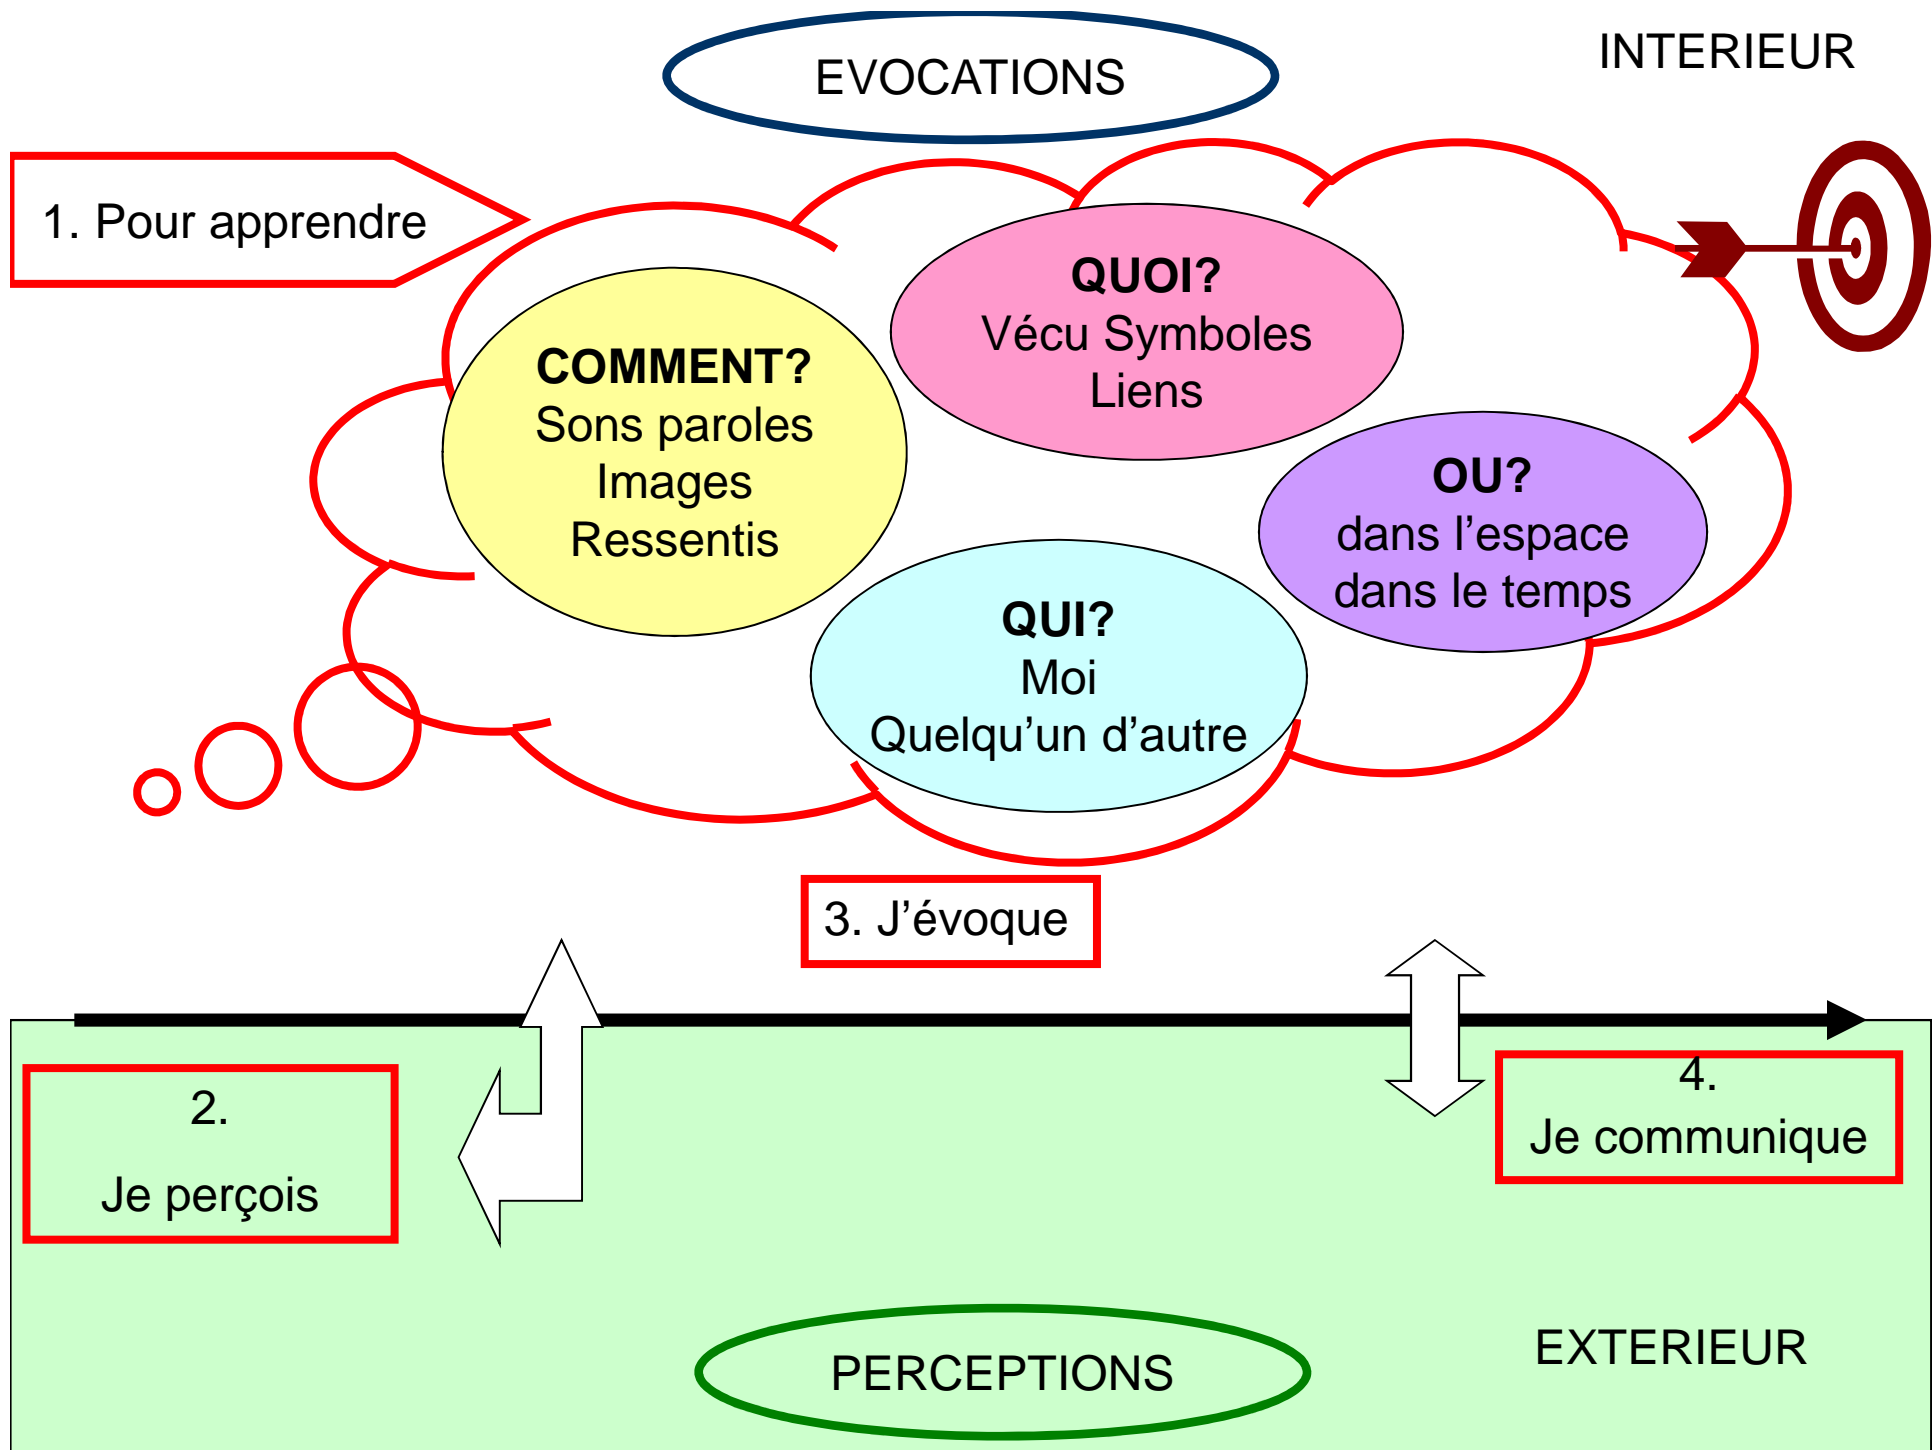 EVOCATIONS
INTERIEUR
1. Pour apprendre
QUOI?
Vécu Symboles
Liens
COMMENT?
Sons paroles
Images
Ressentis
OU?
dans l’espace
dans le temps
QUI?
Moi
Quelqu’un d’autre
3. J’évoque
2.
Je perçois
4.
Je communique
PERCEPTIONS
EXTERIEUR